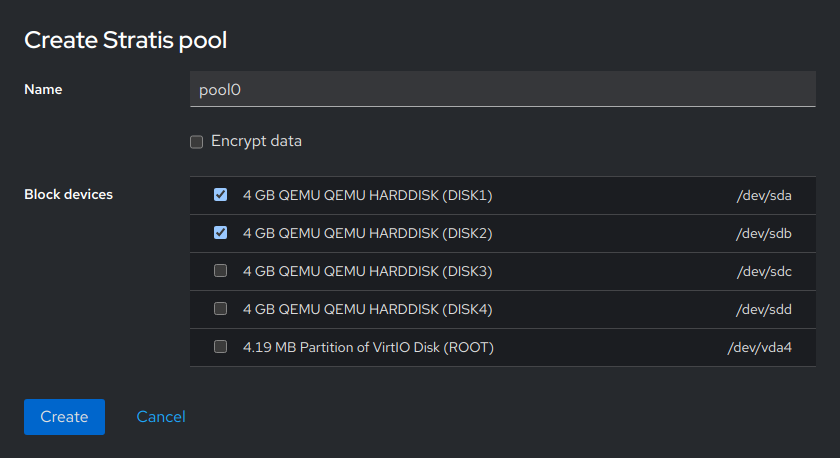 Create Stratis pool
Name pool0
Encrypt data
Block devices 4 GB QEMU QEMU HARDDISK (DISK1) /dev/sda
4 GB QEMU QEMU HARDDISK (DISK2) /dev/sdb
4 GB QEMU QEMU HARDDISK (DISK3) /dev/sdc
4 GB QEMU QEMU HARDDISK (DISK4) /dev/sdd
4.19 MB Partition of VirtIO Disk (ROOT) /dev/vda4
Create Cancel